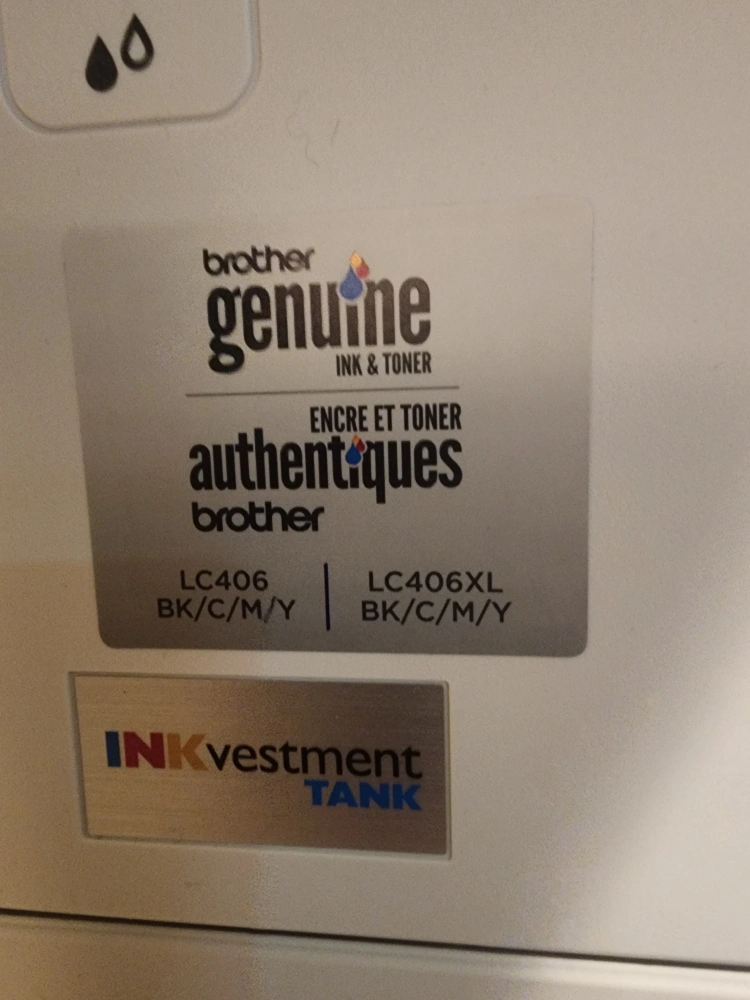 brother
genuine
INK & TONER
ENCRE ET TONER
authentiques
brother
LC406
BK/C/M/Y
LC406XL
BK/C/M/Y
INKvestment
TANK